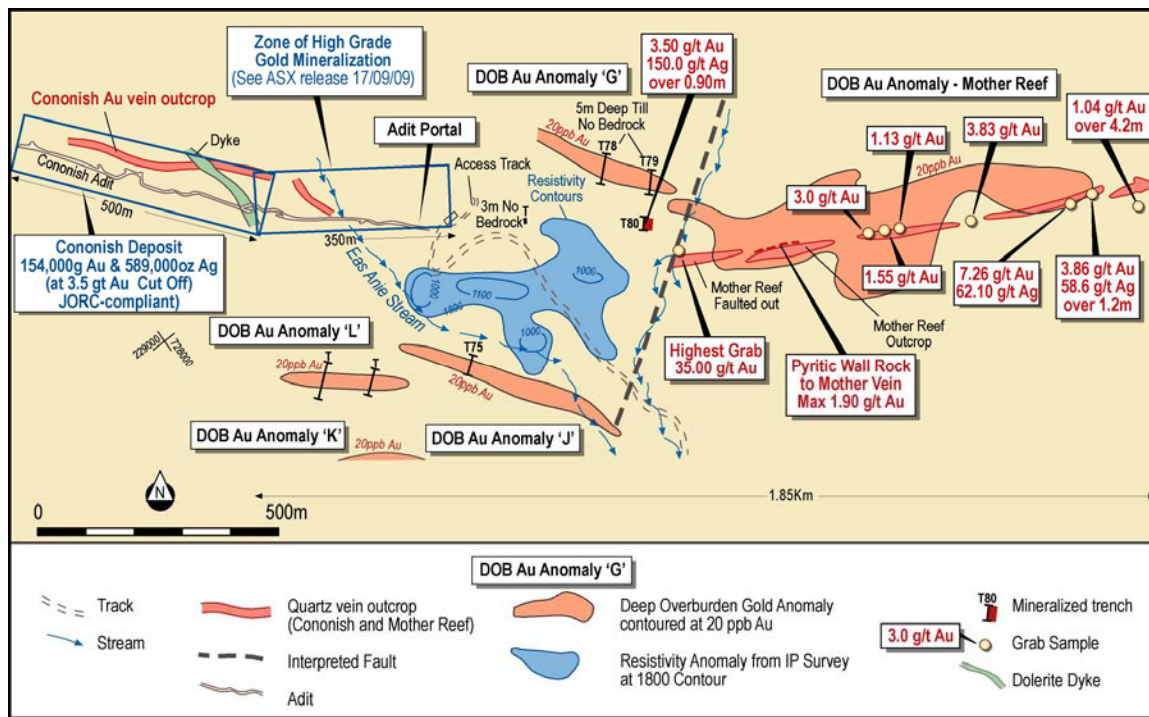 Zone of High Grade
Gold Mineralization
(See ASX release 17/09/09)
DOB Au Anomaly ‘G’
3.50 g/t Au
150.0 g/t Ag
over 0.90m
DOB Au Anomaly - Mother Reef
1.04 g/t Au
over 4.2m
3.83 g/t Au
1.13 g/t Au
3.0 g/t Au
20ppb Au
Cononish Au vein outcrop
Dyke
Adit Portal
Cononish Adit
500m
350m
Access Track
3m No
Bedrock
5m Deep Till
No Bedrock
20ppb Au
T78
T79
T80
Resistivity
Contours
1000
1000
1100
1800
1000
Eas Anie Stream
Cononish Deposit
154,000g Au & 589,000oz Ag
(at 3.5 gt Au Cut Off)
JORC-compliant)
229000
728000
Mother Reef
Faulted out
Mother Reef
Outcrop
1.55 g/t Au
7.26 g/t Au
62.10 g/t Ag
3.86 g/t Au
58.6 g/t Ag
over 1.2m
Highest Grab
35.00 g/t Au
Pyritic Wall Rock
to Mother Vein
Max 1.90 g/t Au
DOB Au Anomaly ‘L’
20ppb Au
T75
20ppb Au
DOB Au Anomaly ‘K’
20ppb Au
DOB Au Anomaly ‘J’
N
0
500m
1.85Km
DOB Au Anomaly ‘G’
Track
Stream
Quartz vein outcrop
(Cononish and Mother Reef)
Interpreted Fault
Adit
Deep Overburden Gold Anomaly
contoured at 20 ppb Au
Resistivity Anomaly from IP Survey
at 1800 Contour
T80
Mineralized trench
3.0 g/t Au
Grab Sample
Dolerite Dyke